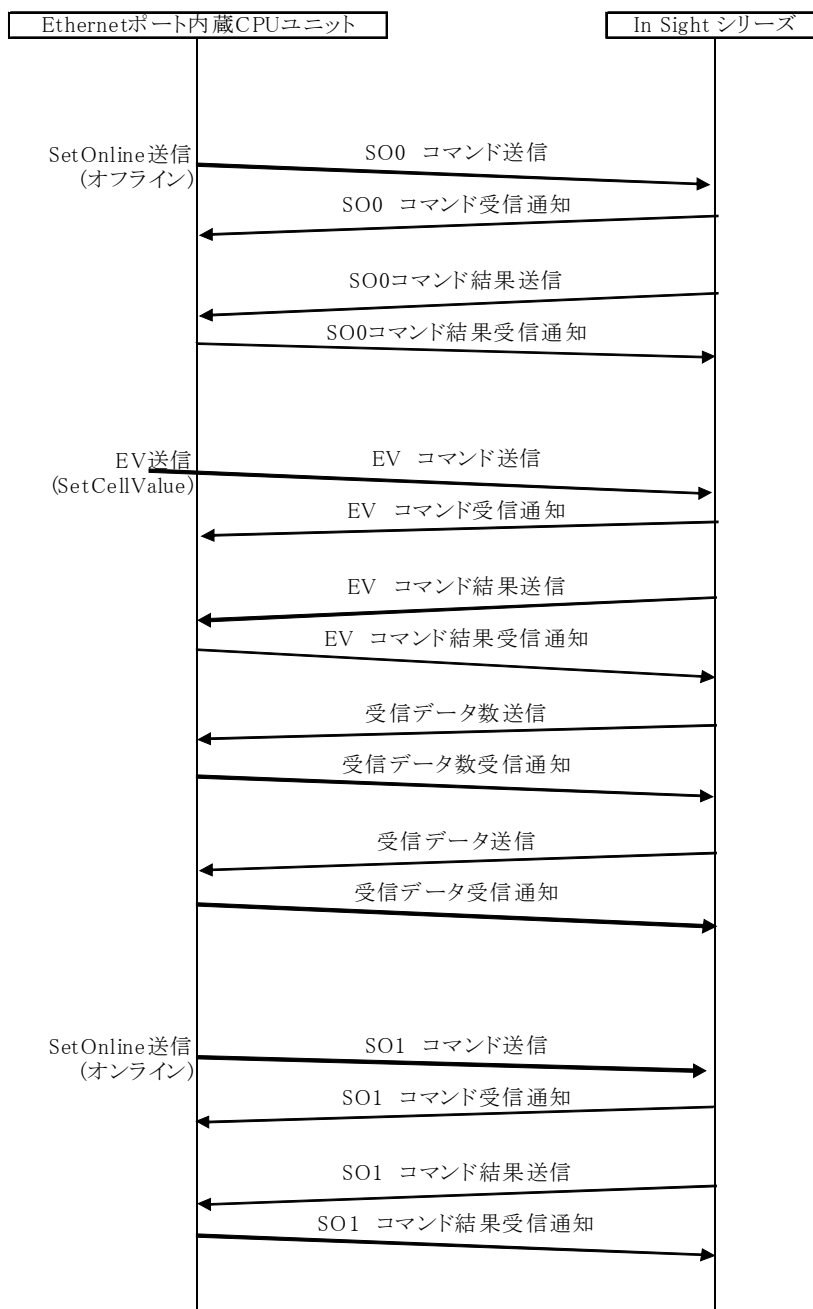 Ethernetポート内蔵CPUユニット
In Sight シリーズ
SetOnline送信
(オフライン)
SO0 コマンド送信
SO0 コマンド受信通知
SO0コマンド結果送信
SO0コマンド結果受信通知
EV送信
(SetCellValue)
EV コマンド送信
EV コマンド受信通知
EV コマンド結果送信
EV コマンド結果受信通知
受信データ数送信
受信データ数受信通知
受信データ送信
受信データ受信通知
SetOnline送信
(オンライン)
SO1 コマンド送信
SO1 コマンド受信通知
SO1 コマンド結果送信
SO1 コマンド結果受信通知